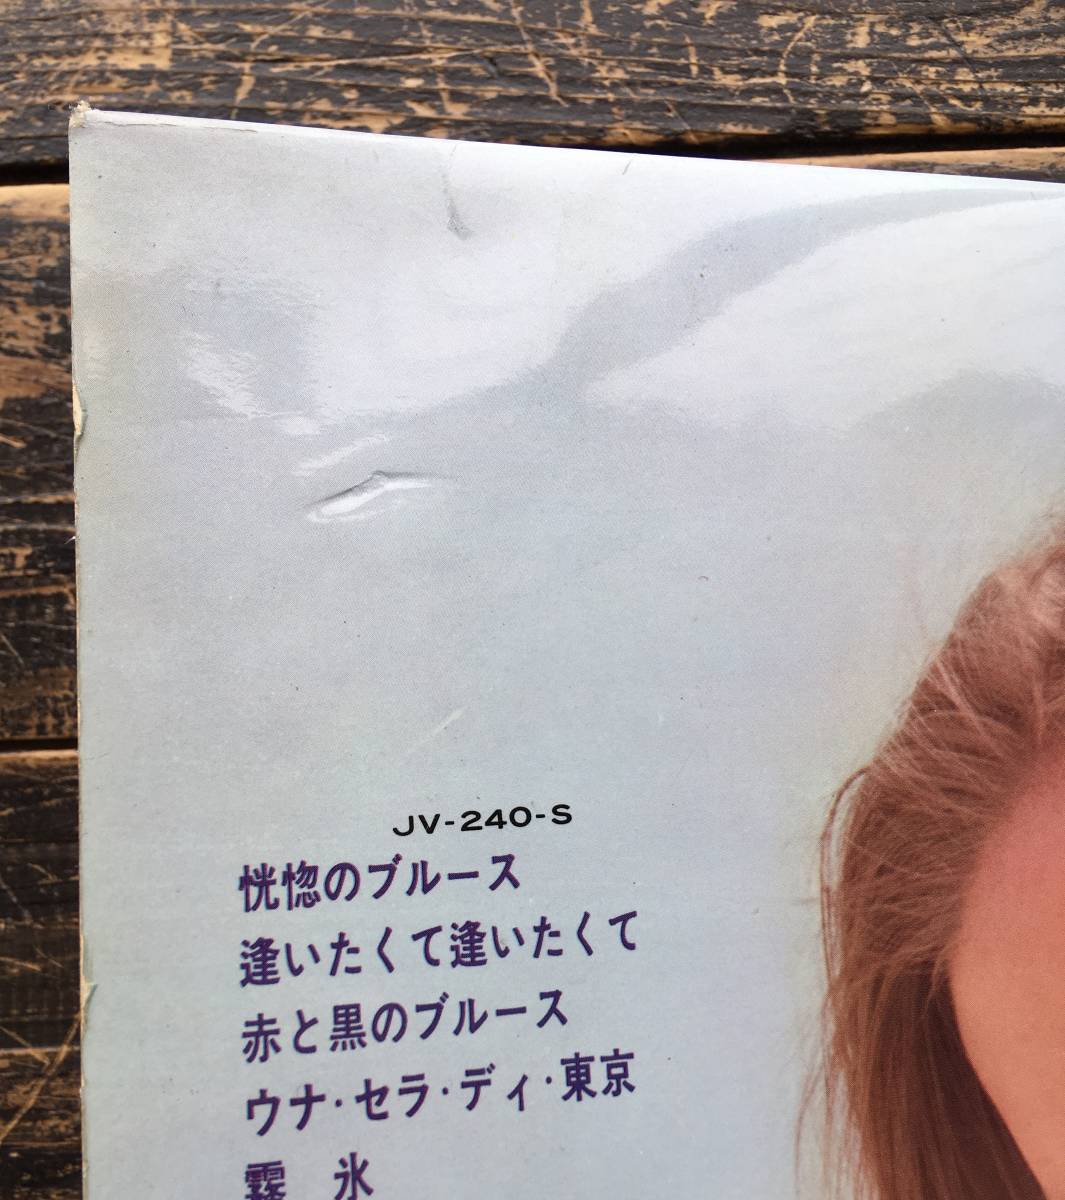 JV-240-S
恍惚のブルース
逢いたくて逢いたくて
赤と黒のブルース
ウナ・セラ・ディ・東京
霧　氷